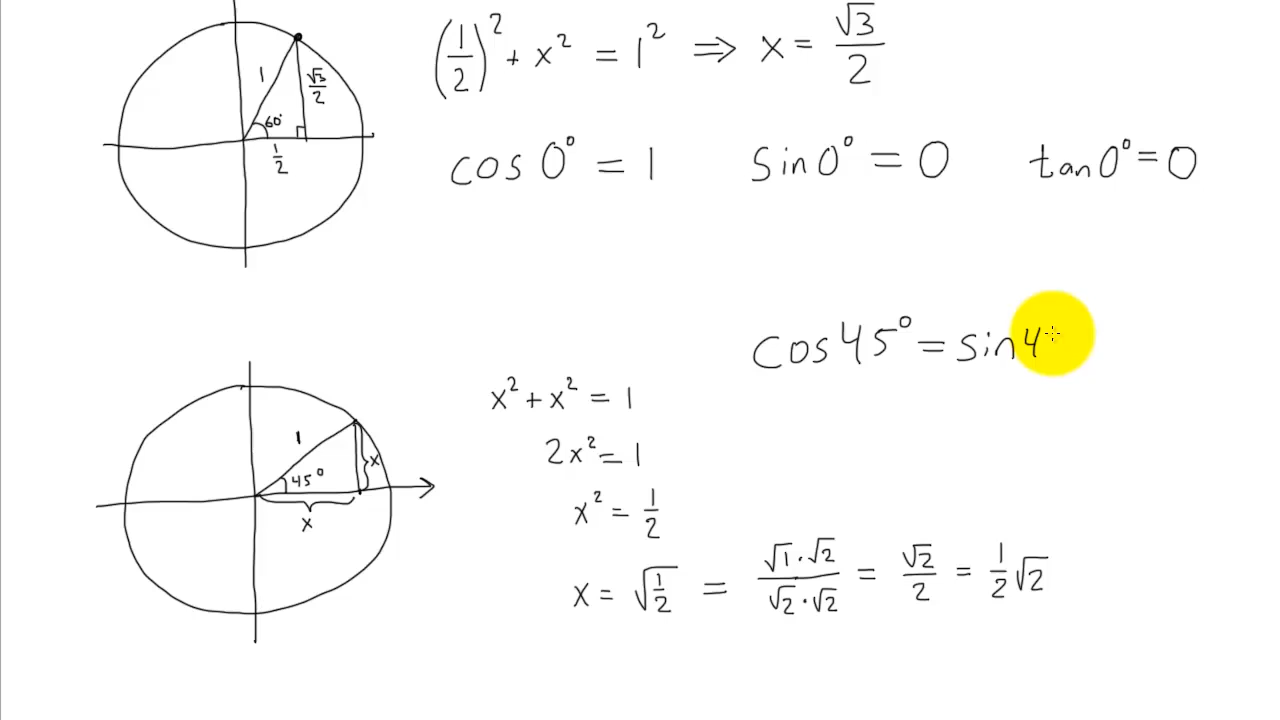 (1/2)² + x² = 1² ⇒ x = √3/2
1
√3/2
60°
1/2
cos 0° = 1
sin 0° = 0
tan 0° = 0
cos 45° = sin 4
x² + x² = 1
2x² = 1
x² = 1/2
x = √(1/2) = (√1 · √2)/(√2 · √2) = √2/2 = 1/2 √2
1
45°
x
x